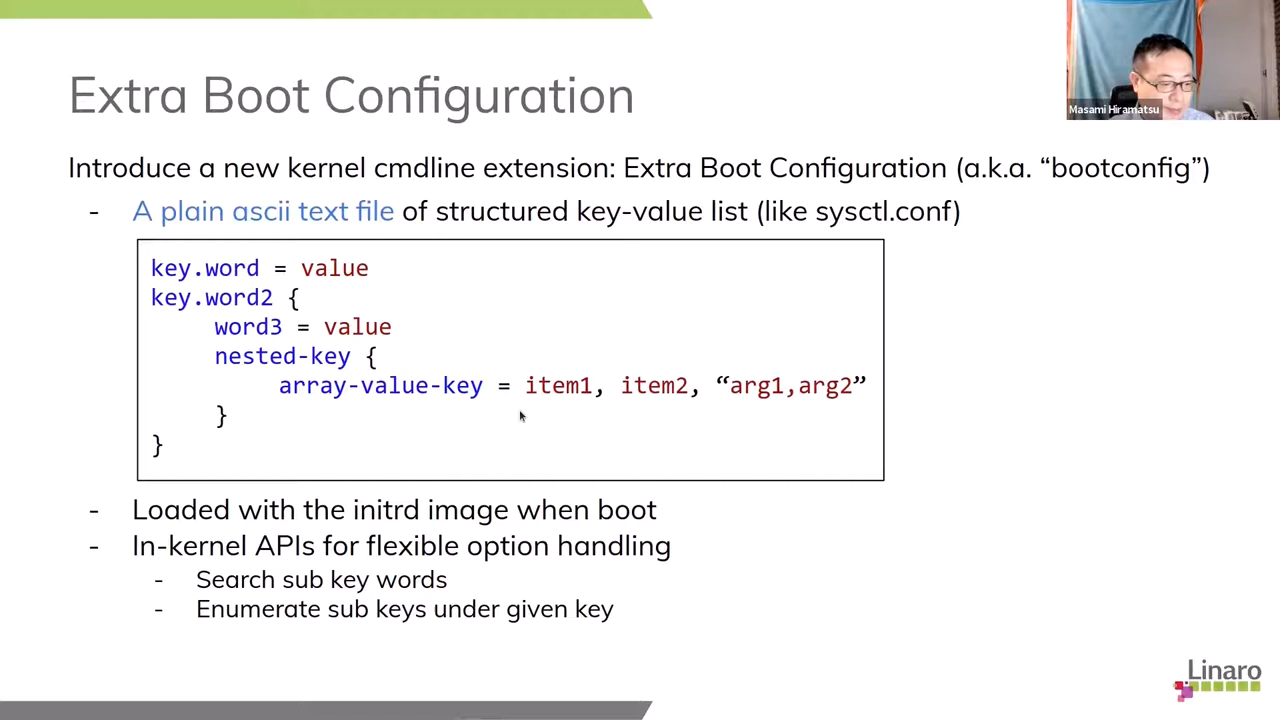 Extra Boot Configuration
Masami Hiramatsu
Introduce a new kernel cmdline extension: Extra Boot Configuration (a.k.a. “bootconfig”)
- A plain ascii text file of structured key-value list (like sysctl.conf)
key.word = value
key.word2 {
word3 = value
nested-key {
array-value-key = item1, item2, “arg1,arg2”
}
}
- Loaded with the initrd image when boot
- In-kernel APIs for flexible option handling
- Search sub key words
- Enumerate sub keys under given key
Linaro